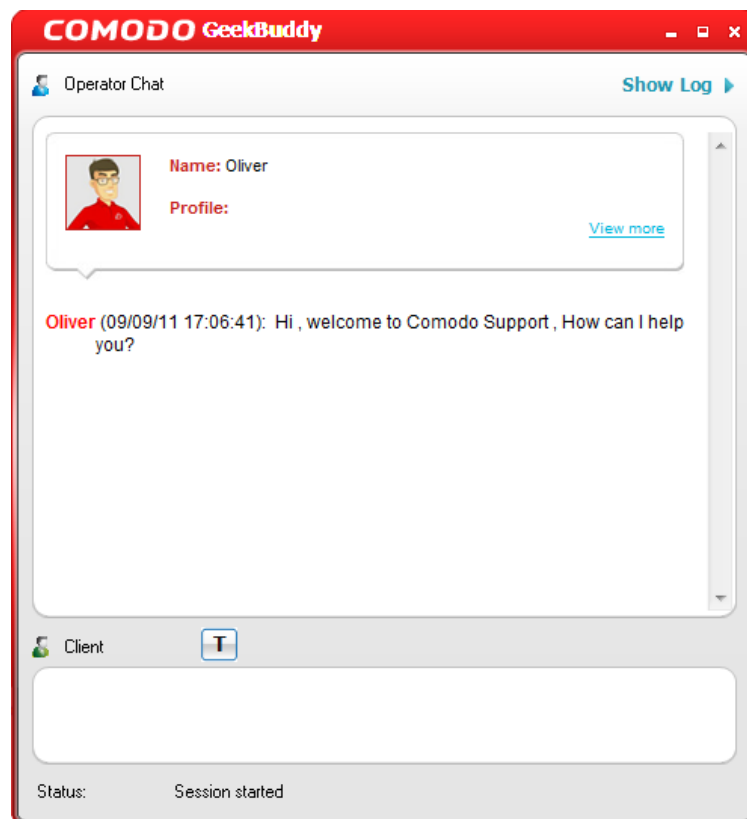 COMODO GeekBuddy
Operator Chat
Show Log
Name: Oliver
Profile:
View more
Oliver (09/09/11 17:06:41): Hi , welcome to Comodo Support , How can I help
you?
Client
T
Status: Session started